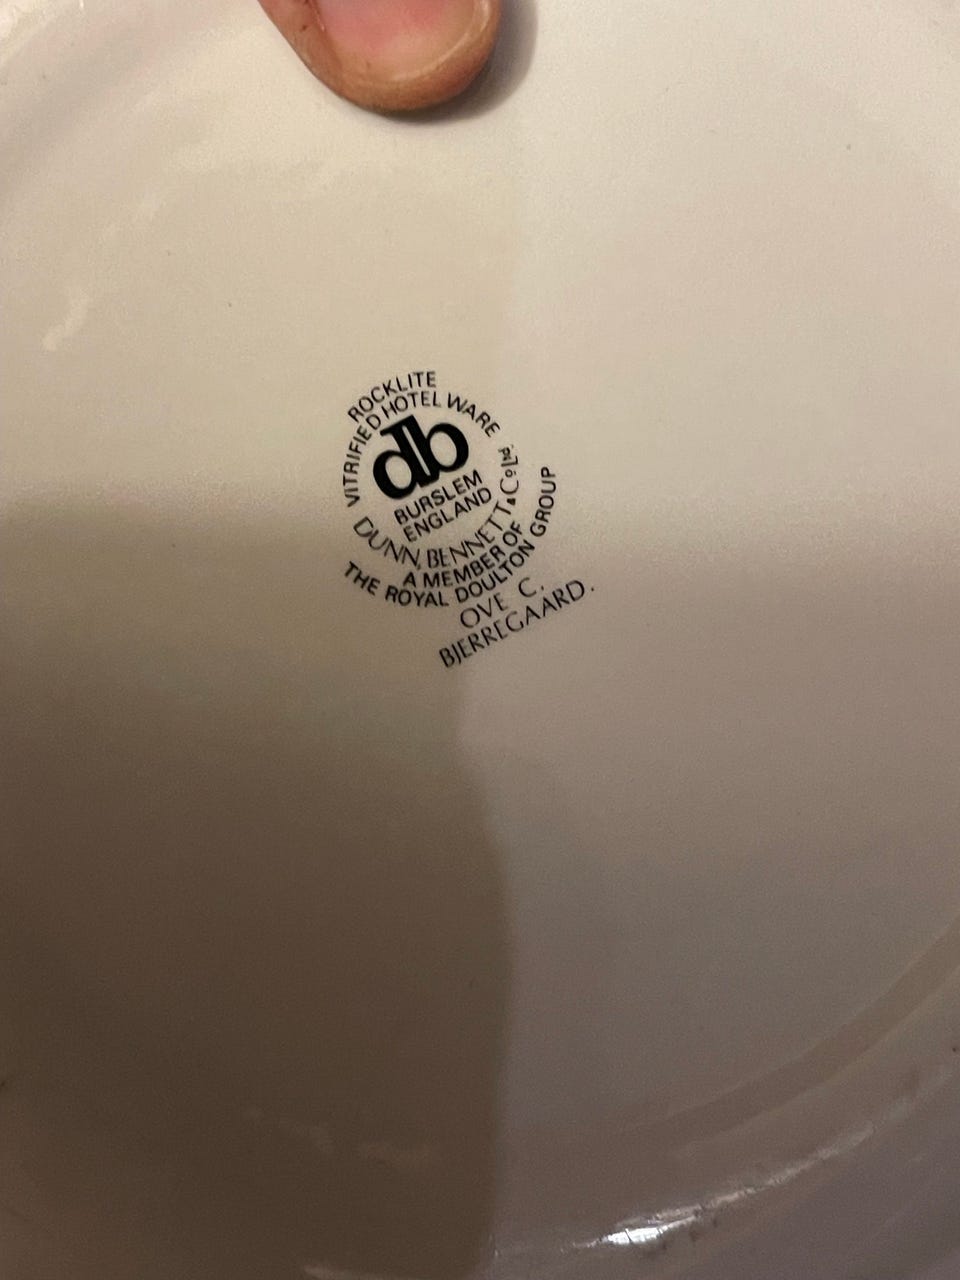 ROCKLITE
VITRIFIED HOTEL WARE
db
BURSLEM
ENGLAND
DUNN, BENNETT & Co. LTD.
A MEMBER OF
THE ROYAL DOULTON GROUP
OVE C.
BJERREGAARD.